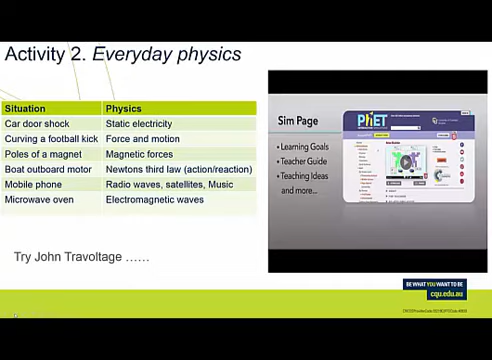 Activity 2. Everyday physics
Situation Physics
Car door shock Static electricity
Curving a football kick Force and motion
Poles of a magnet Magnetic forces
Boat outboard motor Newtons third law (action/reaction)
Mobile phone Radio waves, satellites, Music
Microwave oven Electromagnetic waves
Try John Travoltage ……
Sim Page
• Learning Goals
• Teacher Guide
• Teaching Ideas
and more...
PhET
BE WHAT YOU WANT TO BE
cqu.edu.au